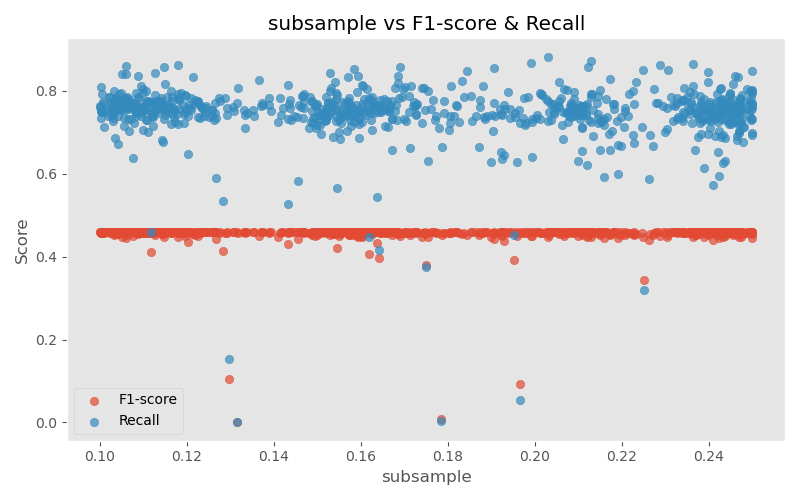 subsample vs F1-score & Recall
Score
0.8
0.6
0.4
0.2
0.0
F1-score
Recall
0.10 0.12 0.14 0.16 0.18 0.20 0.22 0.24
subsample